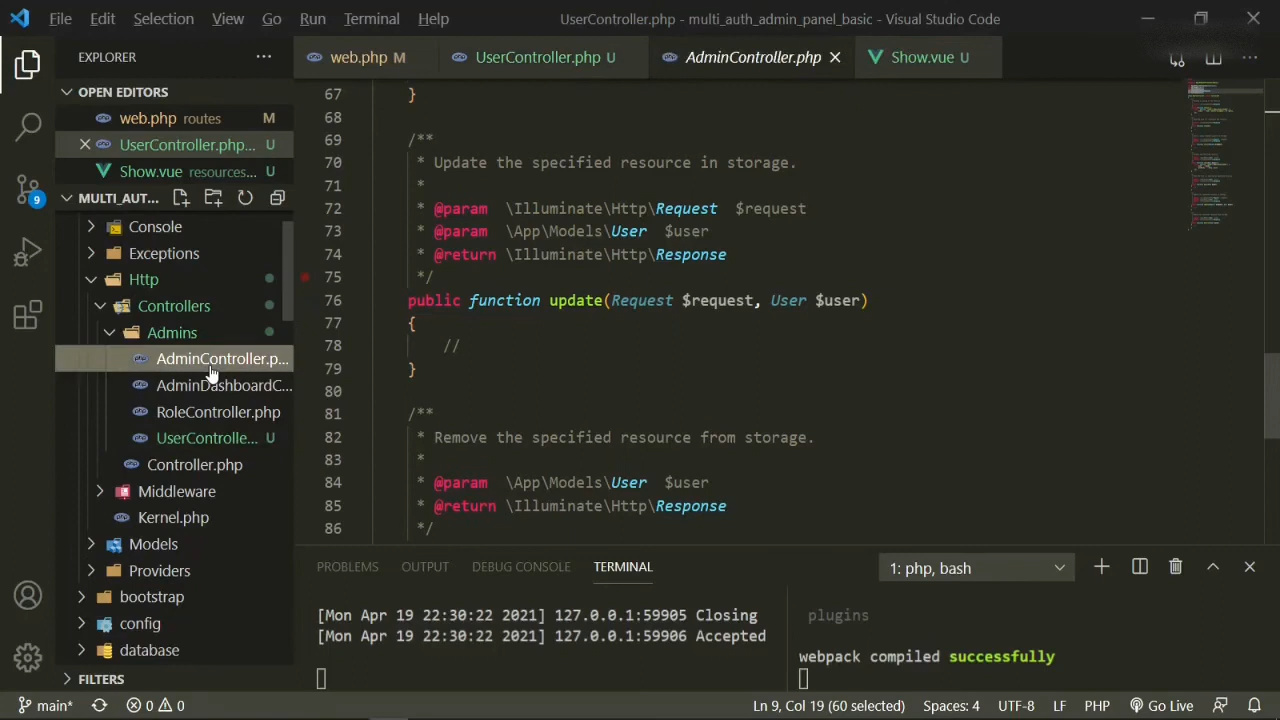 File Edit Selection View Go Run Terminal Help UserController.php - multi_auth_admin_panel_basic - Visual Studio Code
EXPLORER ···
web.php M UserController.php U AdminController.php Show.vue U ···
OPEN EDITORS
web.php routes M
UserController.php... U
Show.vue resources... U
MULTI_AUT...
Console
Exceptions
Http
Controllers
Admins
AdminController.p...
AdminDashboardC...
RoleController.php
UserControlle... U
Controller.php
Middleware
Kernel.php
Models
Providers
bootstrap
config
database
FILTERS
9
67 }
68
69 /**
70 * Update the specified resource in storage.
71 *
72 * @param \Illuminate\Http\Request $request
73 * @param \App\Models\User $user
74 * @return \Illuminate\Http\Response
75 */
76 public function update(Request $request, User $user)
77 {
78 //
79 }
80
81 /**
82 * Remove the specified resource from storage.
83 *
84 * @param \App\Models\User $user
85 * @return \Illuminate\Http\Response
86 */
PROBLEMS OUTPUT DEBUG CONSOLE TERMINAL 1: php, bash
[Mon Apr 19 22:30:22 2021] 127.0.0.1:59905 Closing
[Mon Apr 19 22:30:22 2021] 127.0.0.1:59906 Accepted
plugins
webpack compiled successfully
main* 0 0 Ln 9, Col 19 (60 selected) Spaces: 4 UTF-8 LF PHP Go Live